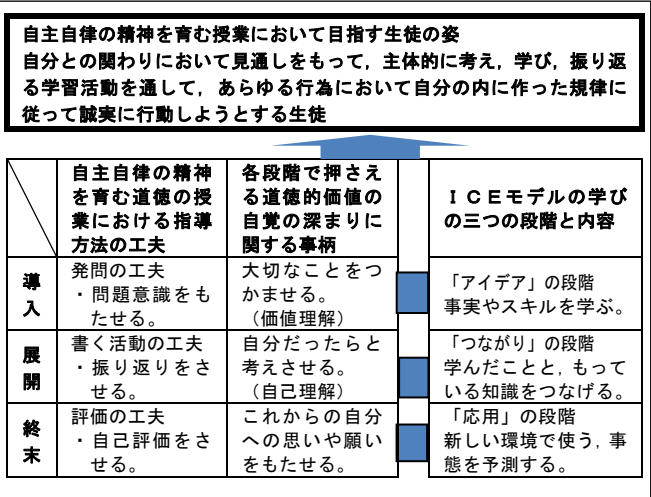 自主自律の精神を育む授業において目指す生徒の姿
自分との関わりにおいて見通しをもって，主体的に考え，学び，振り返
る学習活動を通して，あらゆる行為において自分の内に作った規律に
従って誠実に行動しようとする生徒
自主自律の精神
を育む道徳の授
業における指導
方法の工夫
各段階で押さえ
る道徳的価値の
自覚の深まりに
関する事柄
ＩＣＥモデルの学び
の三つの段階と内容
導
入
発問の工夫
・問題意識をも
たせる。
大切なことをつ
かませる。
（価値理解）
「アイデア」の段階
事実やスキルを学ぶ。
展
開
書く活動の工夫
・振り返りをさ
せる。
自分だったらと
考えさせる。
（自己理解）
「つながり」の段階
学んだことと，もって
いる知識をつなげる。
終
末
評価の工夫
・自己評価をさ
せる。
これからの自分
への思いや願い
をもたせる。
「応用」の段階
新しい環境で使う，事
態を予測する。